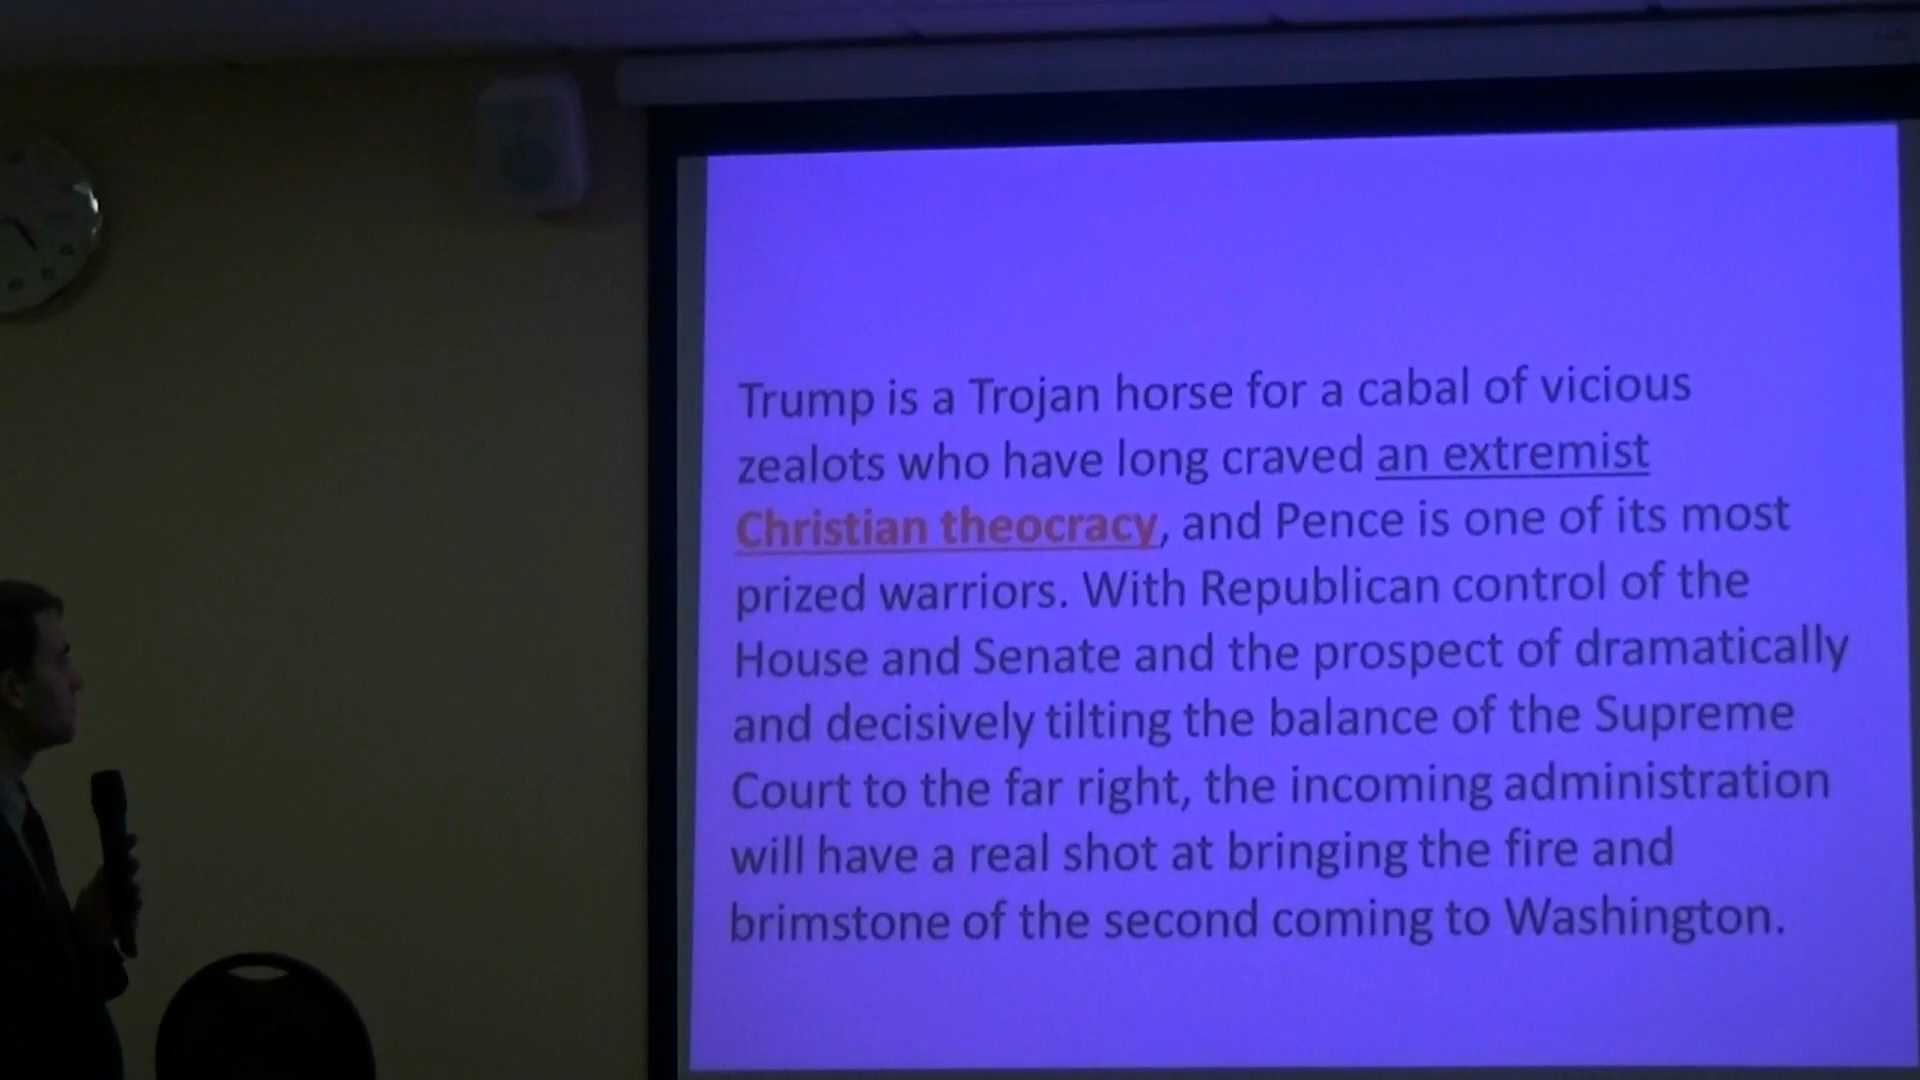 Trump is a Trojan horse for a cabal of vicious
zealots who have long craved an extremist
Christian theocracy, and Pence is one of its most
prized warriors. With Republican control of the
House and Senate and the prospect of dramatically
and decisively tilting the balance of the Supreme
Court to the far right, the incoming administration
will have a real shot at bringing the fire and
brimstone of the second coming to Washington.